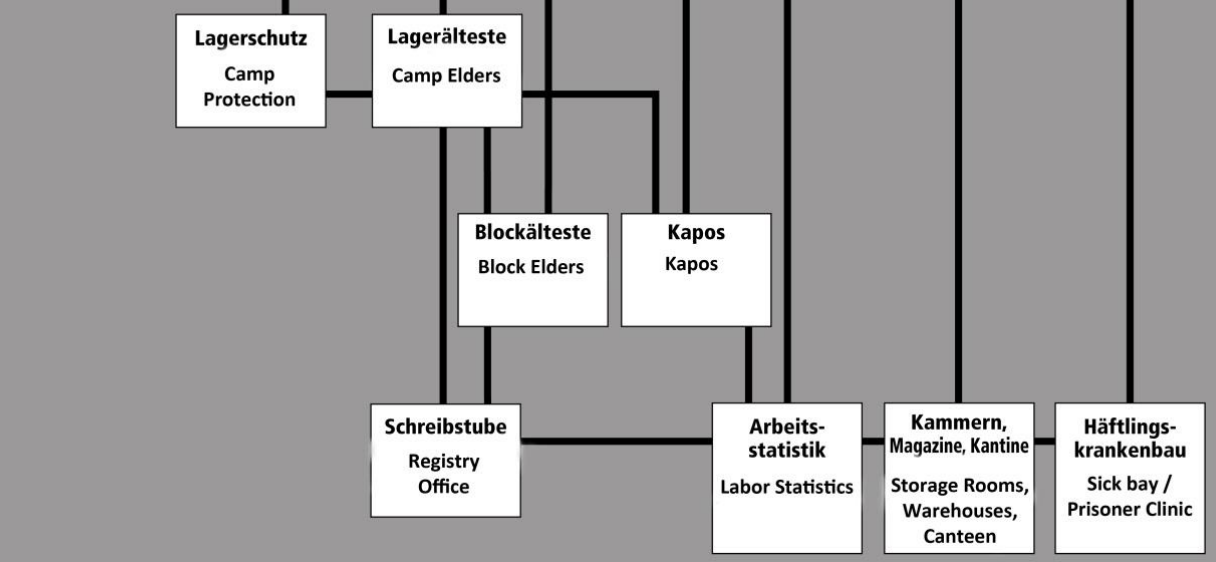 Lagerschutz
Camp
Protection
Lagerälteste
Camp Elders
Blockälteste
Block Elders
Kapos
Kapos
Schreibstube
Registry
Office
Arbeits-
statistik
Labor Statistics
Kammern,
Magazine, Kantine
Storage Rooms,
Warehouses,
Canteen
Häftlings-
krankenbau
Sick bay /
Prisoner Clinic